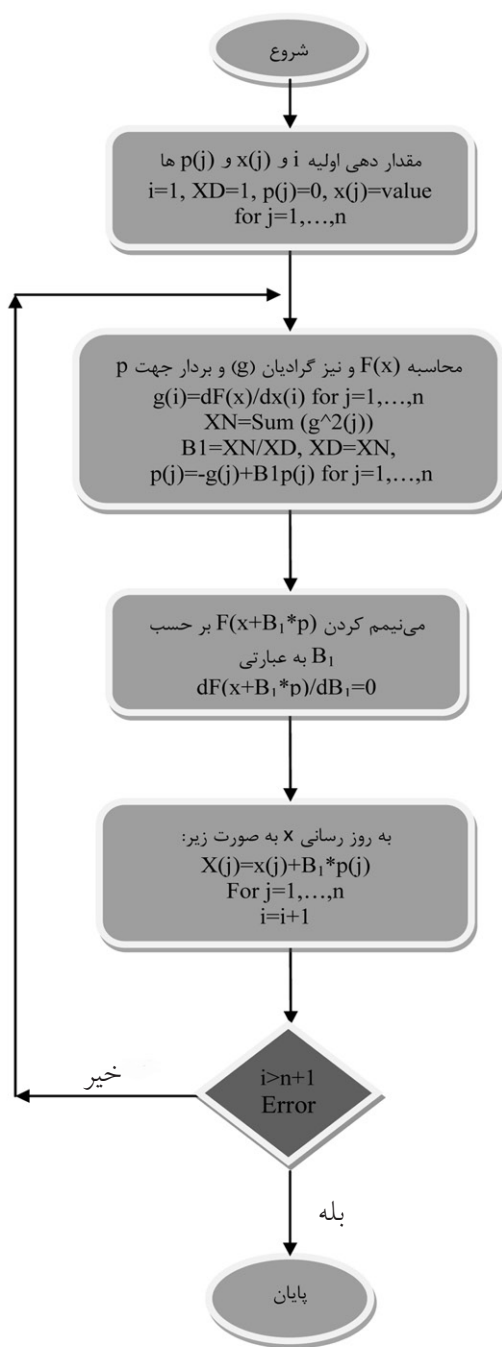 شروع
مقدار دهی اولیه i و x(j) و p(j) ها
i=1, XD=1, p(j)=0, x(j)=value
for j=1,…,n
محاسبه F(x) و نیز گرادیان (g) و بردار جهت p
g(i)=dF(x)/dx(i) for j=1,…,n
XN=Sum (g^2(j))
B1=XN/XD, XD=XN,
p(j)=-g(j)+B1p(j) for j=1,…,n
می‌نیمم کردن F(x+B₁*p) بر حسب
B₁ به عبارتی
dF(x+B₁*p)/dB₁=0
به روز رسانی x به صورت زیر:
X(j)=x(j)+B₁*p(j)
For j=1,…,n
i=i+1
i>n+1
Error
خیر
بله
پایان